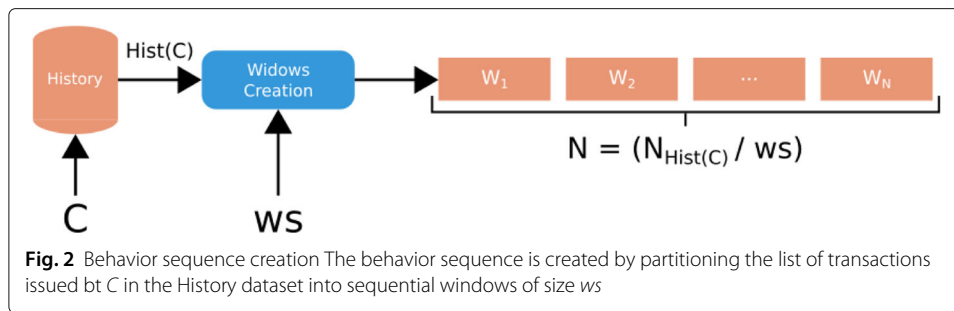 Hist(C)
History
Widows
Creation
W1
W2
...
WN
N = (NHist(C) / ws)
C
ws
Fig. 2 Behavior sequence creation The behavior sequence is created by partitioning the list of transactions
issued bt C in the History dataset into sequential windows of size ws